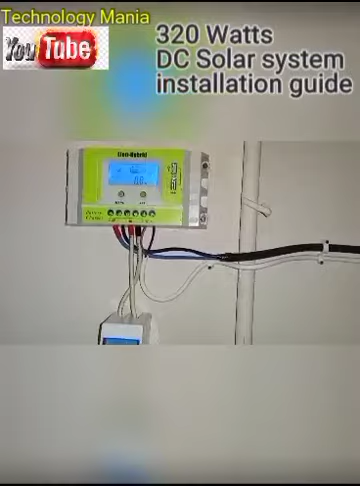 Technology Mania
YouTube
320 Watts
DC Solar system
installation guide